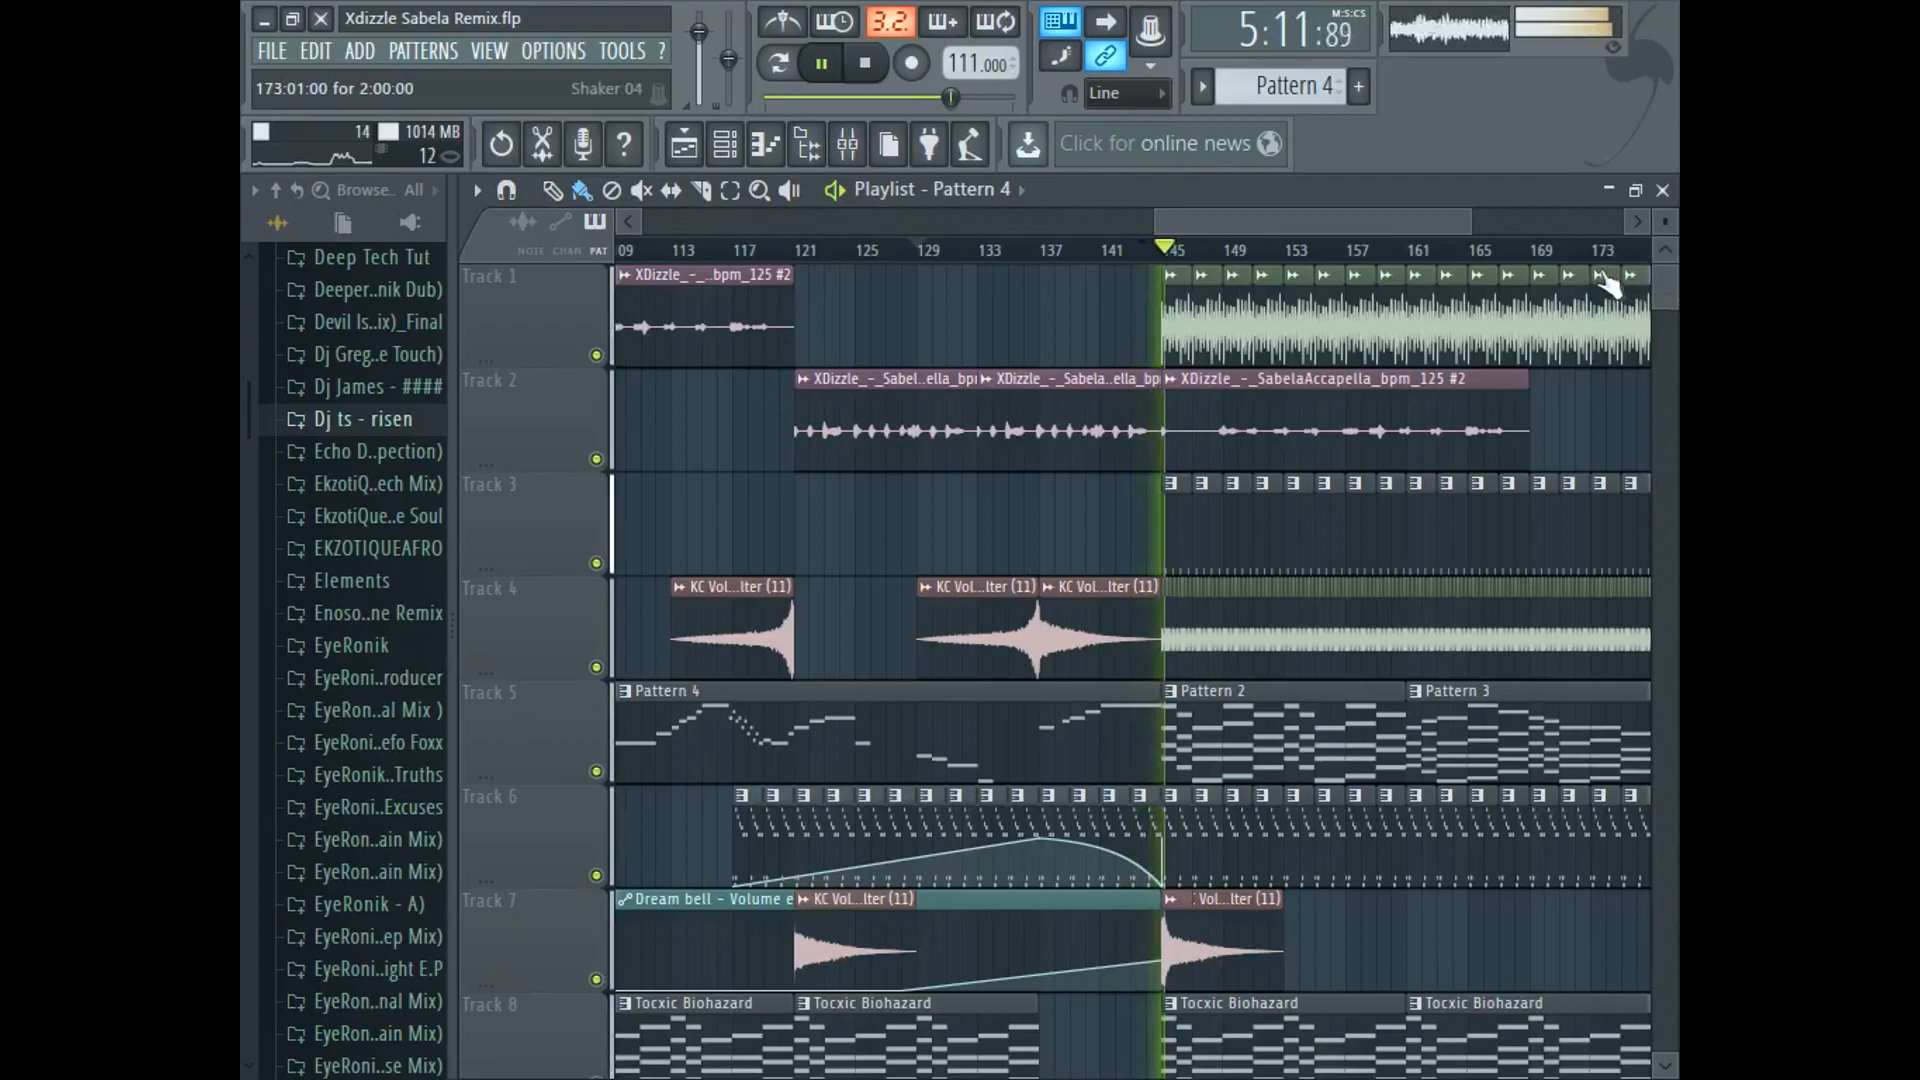 Xdizzle Sabela Remix.flp
FILE EDIT ADD PATTERNS VIEW OPTIONS TOOLS ?
173:01:00 for 2:00:00 Shaker 04
3.2.
111.000
Line
5:11:89
M:S:CS
Pattern 4
14 1014 MB
12
Click for online news
Browse.. All
Playlist - Pattern 4
NOTE CHAN PAT
09 113 117 121 125 129 133 137 141 45 149 153 157 161 165 169 173
Deep Tech Tut
Deeper..nik Dub)
Devil Is..ix)_Final
Dj Greg..e Touch)
Dj James - ####
Dj ts - risen
Echo D..pection)
EkzotiQ..ech Mix)
EkzotiQue..e Soul
EKZOTIQUEAFRO
Elements
Enoso..ne Remix
EyeRonik
EyeRoni..roducer
EyeRon..al Mix )
EyeRoni..efo Foxx
EyeRonik..Truths
EyeRoni..Excuses
EyeRon..ain Mix)
EyeRon..ain Mix)
EyeRonik - A)
EyeRoni..ep Mix)
EyeRoni..ight E.P
EyeRon..nal Mix)
EyeRon..ain Mix)
EyeRoni..se Mix)
Track 1
XDizzle_-_..bpm_125 #2
Track 2
XDizzle_-_Sabel..ella_bp
XDizzle_-_Sabela..ella_bp
XDizzle_-_SabelaAccapella_bpm_125 #2
Track 3
Track 4
KC Vol...lter (11)
KC Vol...lter (11)
KC Vol...lter (11)
Track 5
Pattern 4
Pattern 2
Pattern 3
Track 6
Track 7
Dream bell - Volume e
KC Vol...lter (11)
Vol...lter (11)
Track 8
Tocxic Biohazard
Tocxic Biohazard
Tocxic Biohazard
Tocxic Biohazard